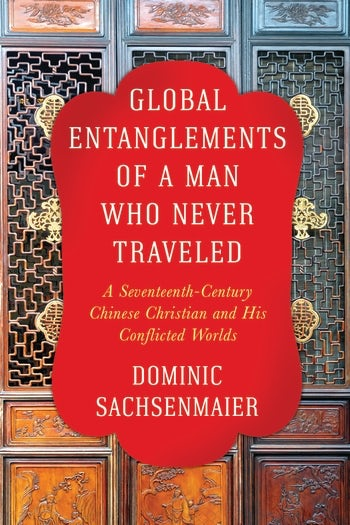 GLOBAL
ENTANGLEMENTS
OF A MAN
WHO NEVER
TRAVELED
A Seventeenth-Century
Chinese Christian and His
Conflicted Worlds
DOMINIC
SACHSENMAIER